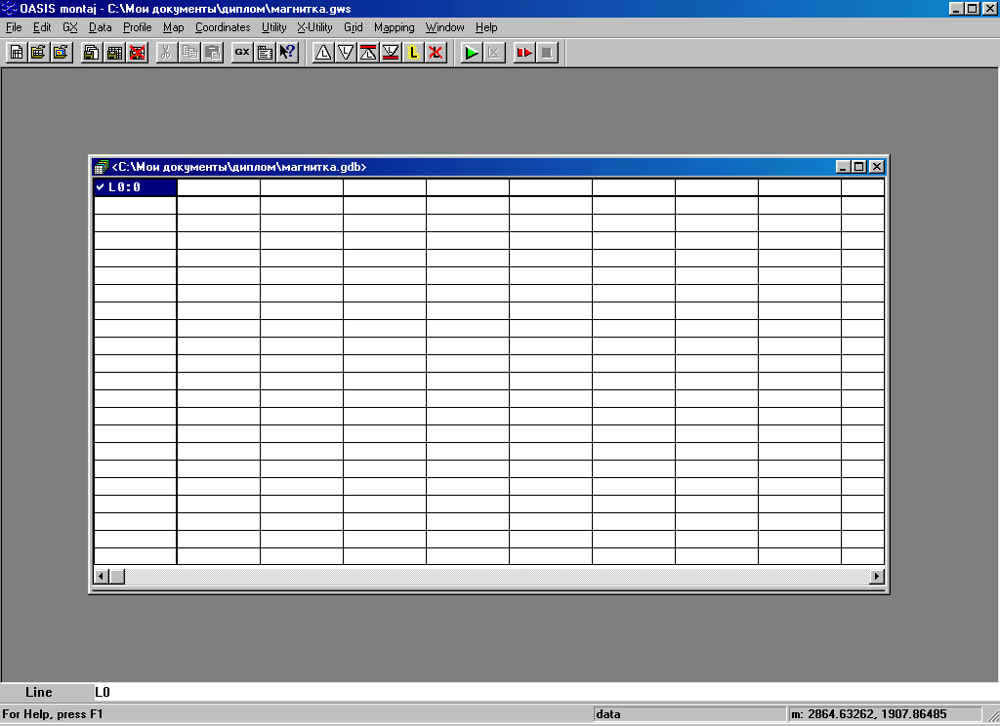 OASIS montaj - C:\Мои документы\диплом\магнитка.gws
File Edit GX Data Profile Map Coordinates Utility X-Utility Grid Mapping Window Help
GX L L
<C:\Мои документы\диплом\магнитка.gdb>
L0:0
Line L0
For Help, press F1 data m: 2864.63262, 1907.86485